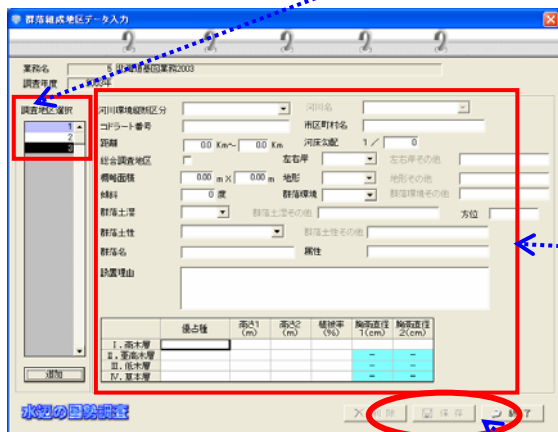 群落組成地区データ入力
業務名 5. 出
調査年度
調査地区選択
1
2
3
追加
河川環境縦断区分 河川名
コドラート番号 市区町村名
距離 0.0 Km～ 0.0 Km 河床勾配 1 / 0
総合調査地区 左右岸 左右岸その他
概略面積 0.00 m X 0.00 m 地形 地形その他
傾斜 0 度 群落環境 群落環境その他
群落土湿 群落土湿その他 方位
群落土性 群落土性その他
群落名 属性
設置理由
優占種 高さ1(m) 高さ2(m) 植被率(%) 胸高直径1(cm) 胸高直径2(cm)
Ⅰ. 高木層
Ⅱ. 亜高木層 - -
Ⅲ. 低木層 - -
Ⅳ. 草本層 - -
水辺の国勢調査 削除 保存 終了